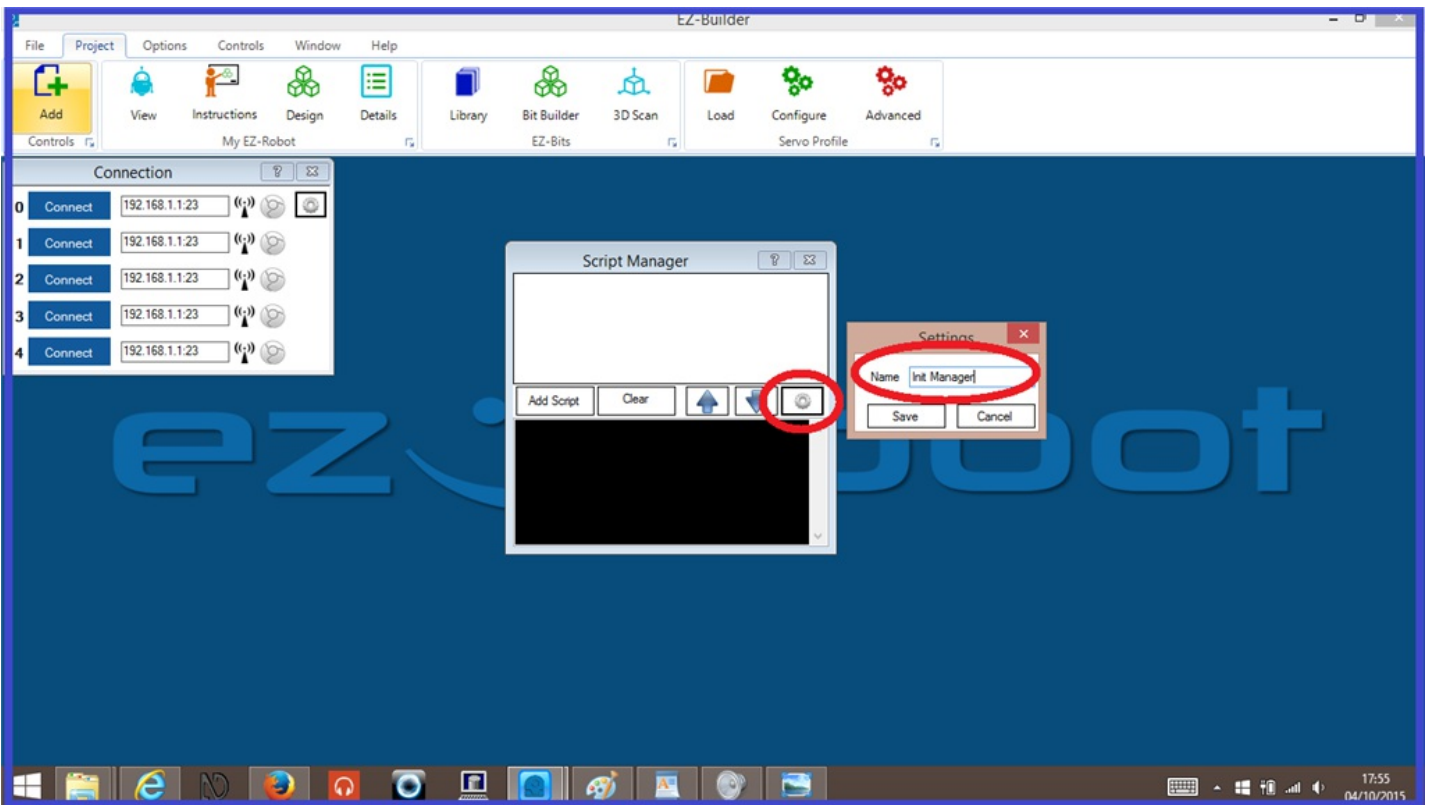 EZ-Builder
File Project Options Controls Window Help
Add View Instructions Design Details Library Bit Builder 3D Scan Load Configure Advanced
Controls My EZ-Robot EZ-Bits Servo Profile
Connection
0 Connect 192.168.1.1:23
1 Connect 192.168.1.1:23
2 Connect 192.168.1.1:23
3 Connect 192.168.1.1:23
4 Connect 192.168.1.1:23
Script Manager
Add Script Clear
Settings
Name Init Manager
Save Cancel
ez robot
17:55
04/10/2015